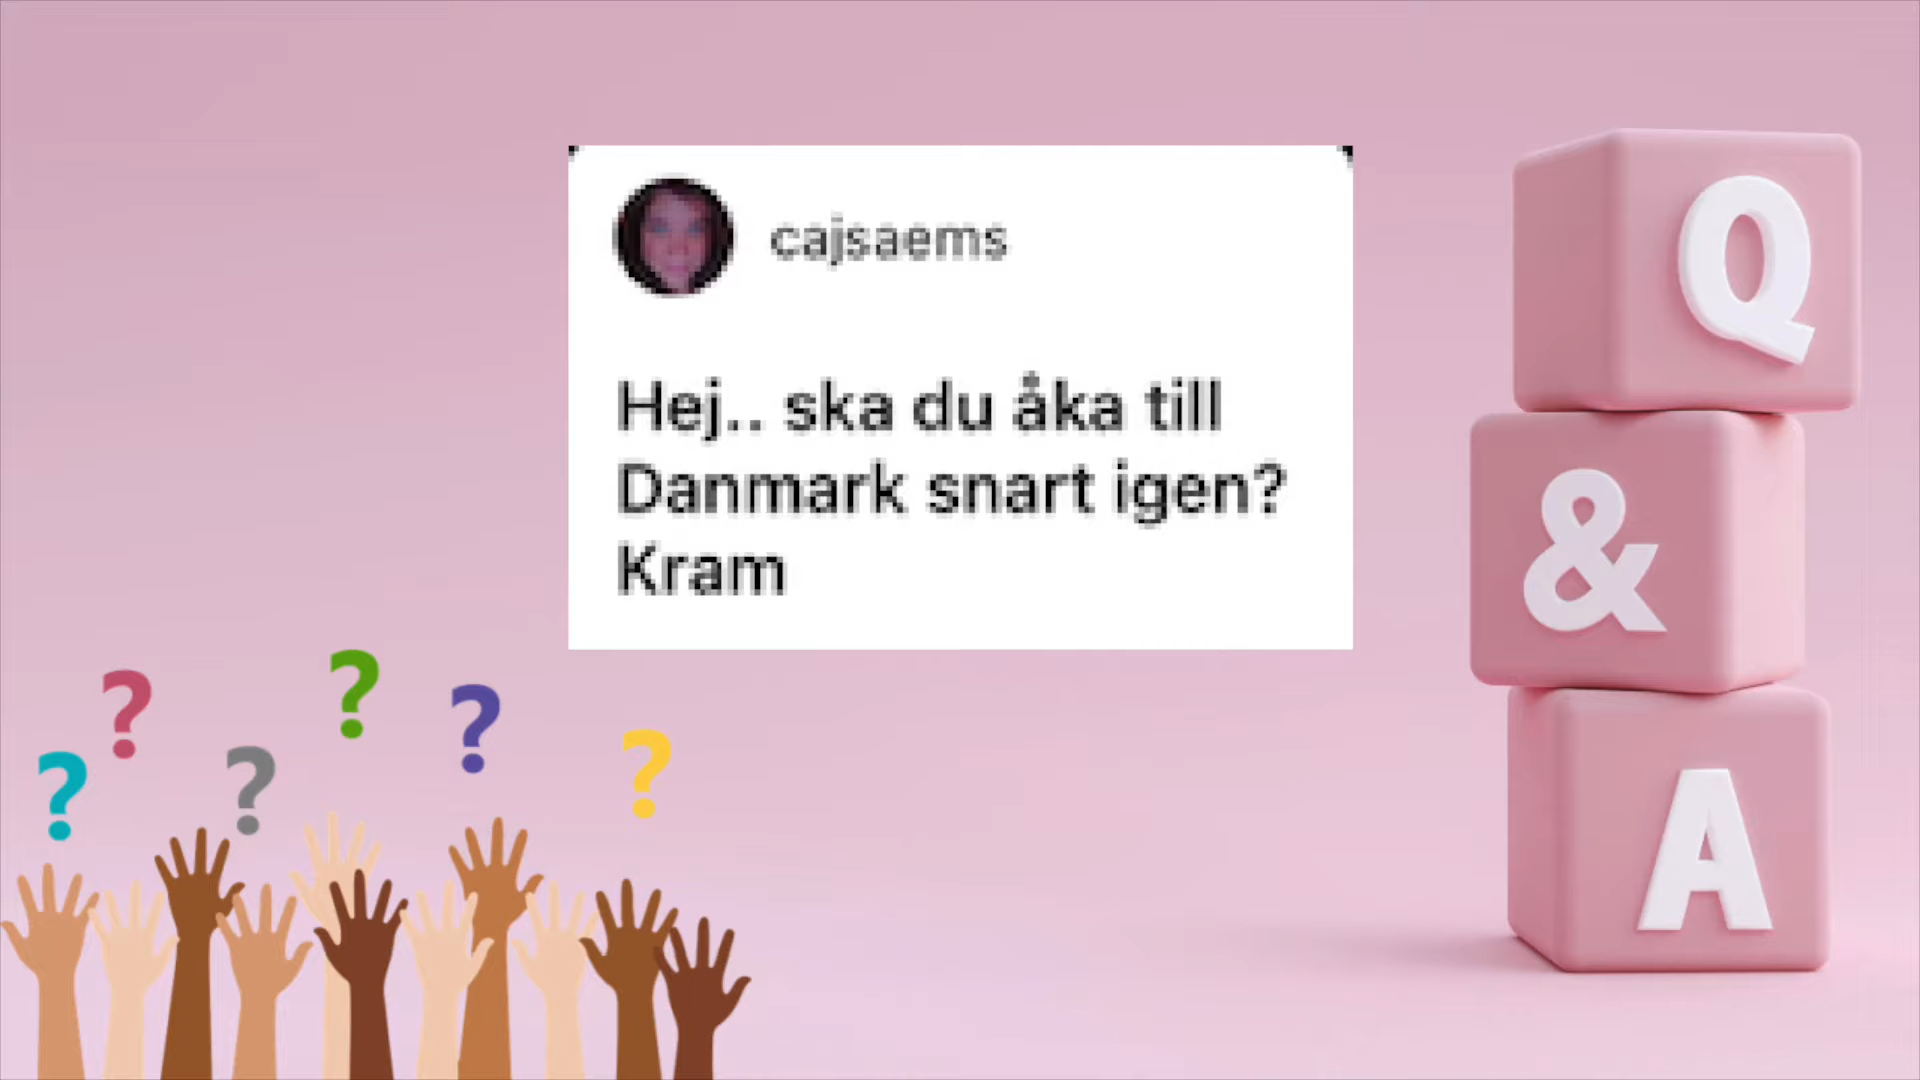 cajsaems
Hej.. ska du åka till
Danmark snart igen?
Kram
Q
&
A
? ? ? ? ? ?